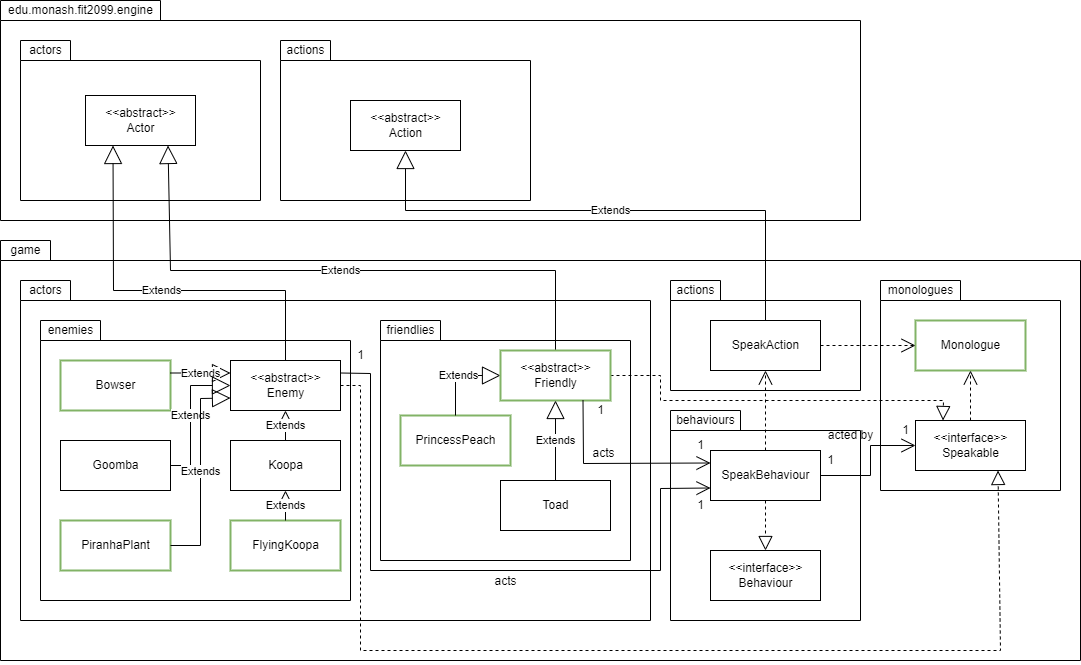 edu.monash.fit2099.engine
actors
actions
<<abstract>>
Actor
<<abstract>>
Action
Extends
game
Extends
Extends
actors
actions
monologues
enemies
friendlies
1
SpeakAction
Monologue
Bowser
Extends
1
<<abstract>>
Enemy
Extends
<<abstract>>
Friendly
Extends
1
behaviours
PrincessPeach
Extends
Extends
acted by
1
<<interface>>
Speakable
Goomba
Extends
Koopa
acts
1
1
SpeakBehaviour
Extends
Toad
1
PiranhaPlant
FlyingKoopa
<<interface>>
Behaviour
acts